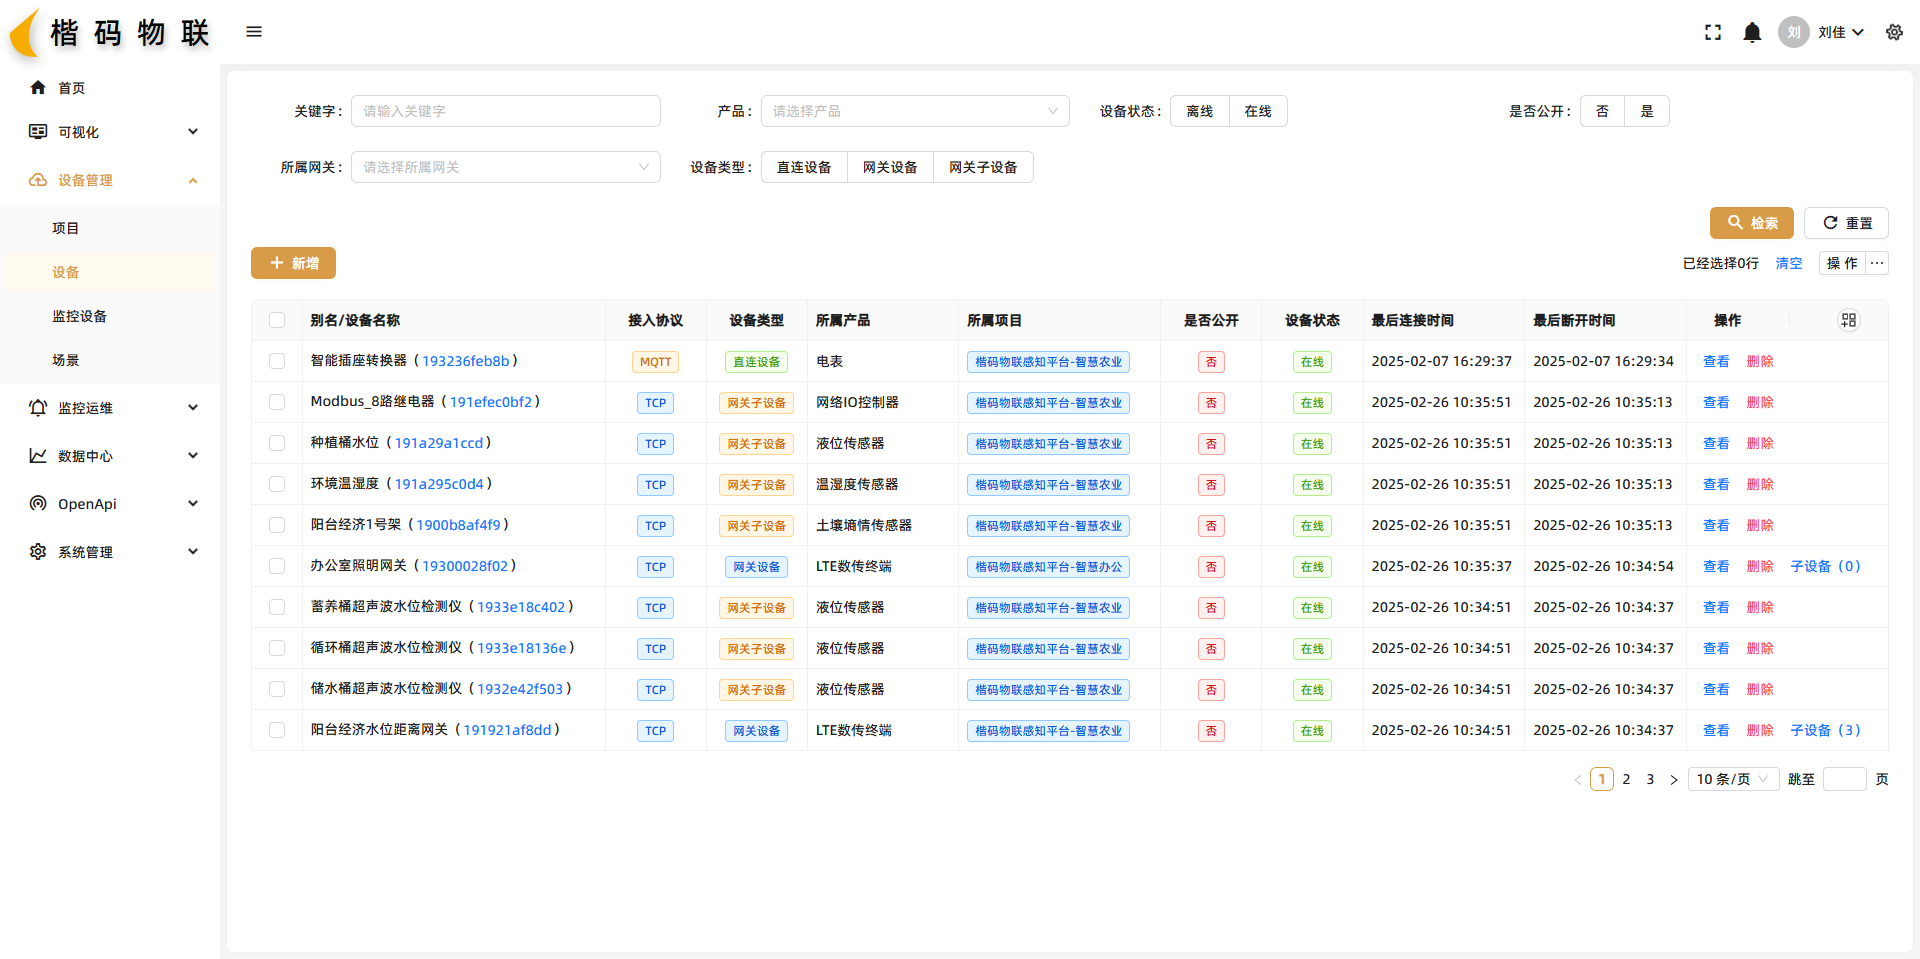 楷码物联
刘 刘佳
首页
可视化
设备管理
项目
设备
监控设备
场景
监控运维
数据中心
OpenApi
系统管理
关键字： 请输入关键字 产品： 请选择产品 设备状态： 离线 在线 是否公开： 否 是
所属网关： 请选择所属网关 设备类型： 直连设备 网关设备 网关子设备
检索 重置
新增 已经选择0行 清空 操 作 ···
别名/设备名称 接入协议 设备类型 所属产品 所属项目 是否公开 设备状态 最后连接时间 最后断开时间 操作
智能插座转换器（193236feb8b） MQTT 直连设备 电表 楷码物联感知平台-智慧农业 否 在线 2025-02-07 16:29:37 2025-02-07 16:29:34 查看 删除
Modbus_8路继电器（191efec0bf2） TCP 网关子设备 网络IO控制器 楷码物联感知平台-智慧农业 否 在线 2025-02-26 10:35:51 2025-02-26 10:35:13 查看 删除
种植桶水位（191a29a1ccd） TCP 网关子设备 液位传感器 楷码物联感知平台-智慧农业 否 在线 2025-02-26 10:35:51 2025-02-26 10:35:13 查看 删除
环境温湿度（191a295c0d4） TCP 网关子设备 温湿度传感器 楷码物联感知平台-智慧农业 否 在线 2025-02-26 10:35:51 2025-02-26 10:35:13 查看 删除
阳台经济1号架（1900b8af4f9） TCP 网关子设备 土壤墒情传感器 楷码物联感知平台-智慧农业 否 在线 2025-02-26 10:35:51 2025-02-26 10:35:13 查看 删除
办公室照明网关（19300028f02） TCP 网关设备 LTE数传终端 楷码物联感知平台-智慧办公 否 在线 2025-02-26 10:35:37 2025-02-26 10:34:54 查看 删除 子设备（0）
蓄养桶超声波水位检测仪（1933e18c402） TCP 网关子设备 液位传感器 楷码物联感知平台-智慧农业 否 在线 2025-02-26 10:34:51 2025-02-26 10:34:37 查看 删除
循环桶超声波水位检测仪（1933e18136e） TCP 网关子设备 液位传感器 楷码物联感知平台-智慧农业 否 在线 2025-02-26 10:34:51 2025-02-26 10:34:37 查看 删除
储水桶超声波水位检测仪（1932e42f503） TCP 网关子设备 液位传感器 楷码物联感知平台-智慧农业 否 在线 2025-02-26 10:34:51 2025-02-26 10:34:37 查看 删除
阳台经济水位距离网关（191921af8dd） TCP 网关设备 LTE数传终端 楷码物联感知平台-智慧农业 否 在线 2025-02-26 10:34:51 2025-02-26 10:34:37 查看 删除 子设备（3）
1 2 3 10 条/页 跳至 页